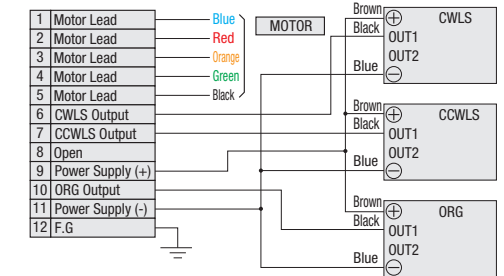 1 Motor Lead Blue
2 Motor Lead Red
3 Motor Lead Orange
4 Motor Lead Green
5 Motor Lead Black
6 CWLS Output
7 CCWLS Output
8 Open
9 Power Supply (+)
10 ORG Output
11 Power Supply (-)
12 F.G
MOTOR
Brown + CWLS
Black OUT1
OUT2
Blue −
Brown + CCWLS
Black OUT1
OUT2
Blue −
Brown + ORG
Black OUT1
OUT2
Blue −